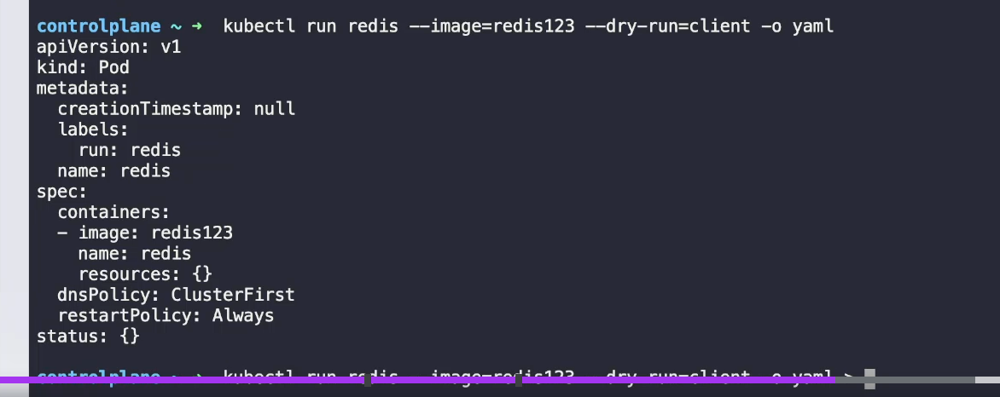 controlplane ~ ➜  kubectl run redis --image=redis123 --dry-run=client -o yaml
apiVersion: v1
kind: Pod
metadata:
  creationTimestamp: null
  labels:
    run: redis
  name: redis
spec:
  containers:
  - image: redis123
    name: redis
    resources: {}
  dnsPolicy: ClusterFirst
  restartPolicy: Always
status: {}
controlplane ~ ➜  kubectl run redis --image=redis123 --dry-run=client -o yaml >